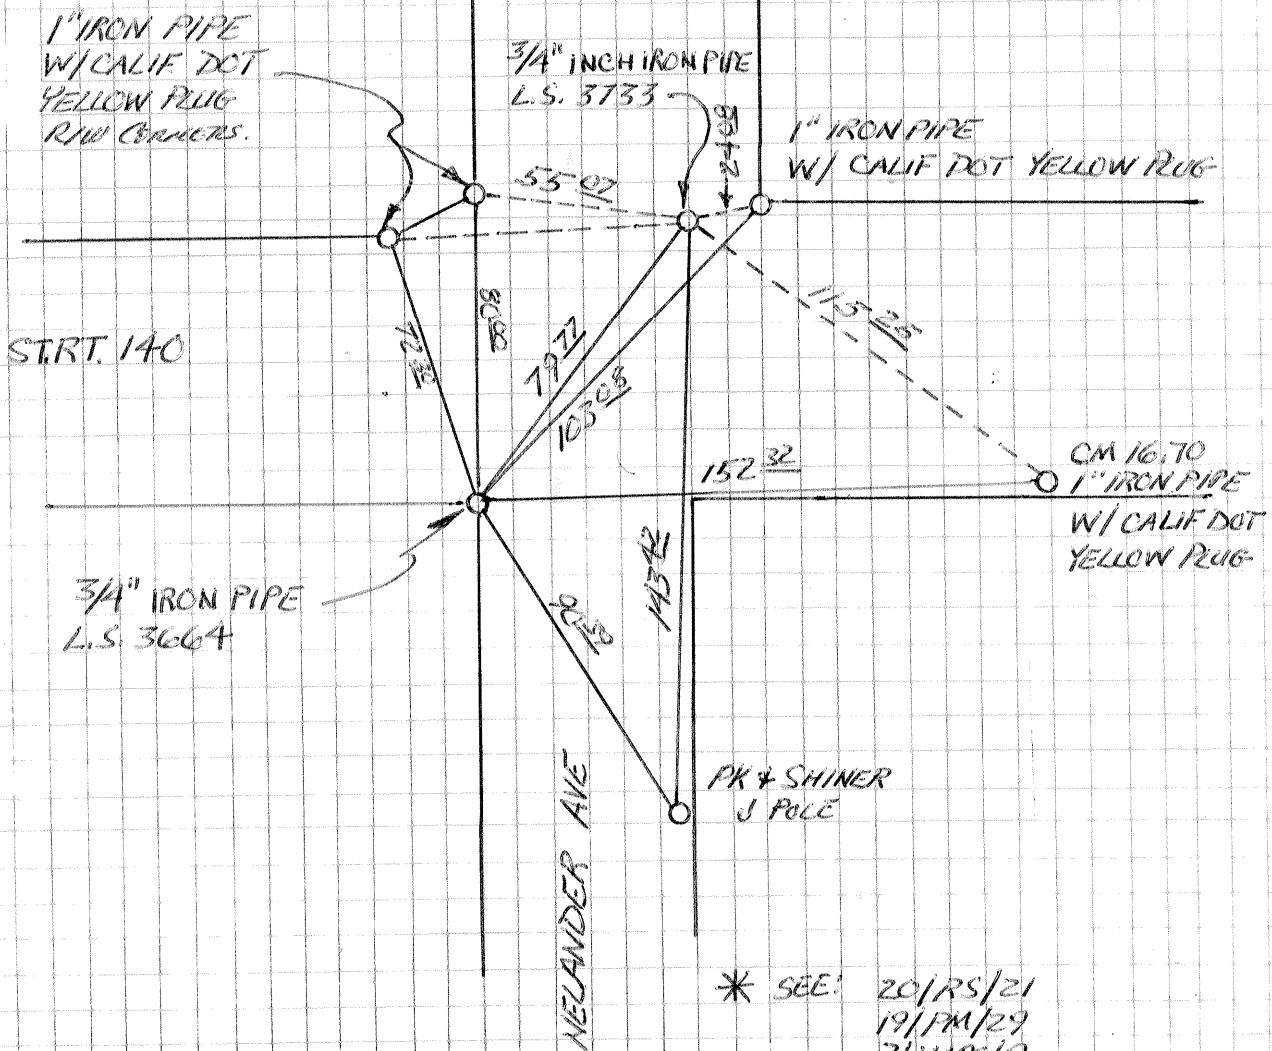 1" IRON PIPE
W/ CALIF. DOT
YELLOW PLUG
R/W CORNERS.
3/4" INCH IRON PIPE
L.S. 3733
24 08
1" IRON PIPE
W/ CALIF DOT YELLOW PLUG
55 07
ST. RT. 140
72 80
80.00
79 77
103 08
115 25
152 32
CM 16.70
1" IRON PIPE
W/ CALIF DOT
YELLOW PLUG
3/4" IRON PIPE
L.S. 3664
143 42
PK & SHINER
J POLE
NELANDER AVE
* SEE: 20/RS/21
19/PM/29